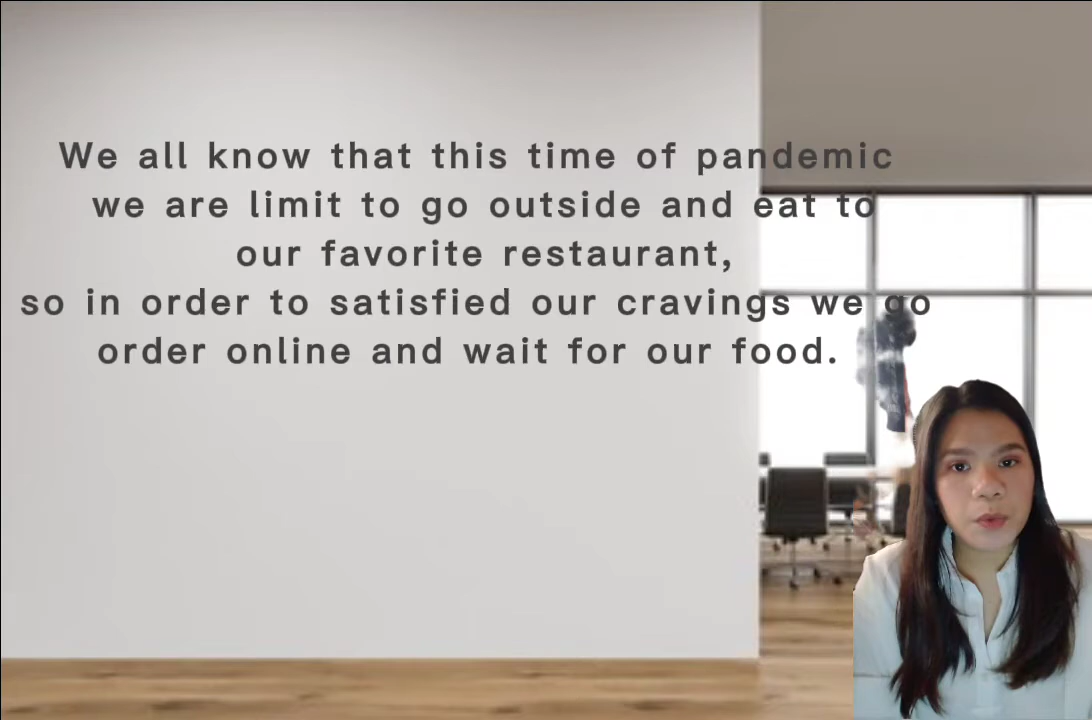 We all know that this time of pandemic
we are limit to go outside and eat to
our favorite restaurant,
so in order to satisfied our cravings we go
order online and wait for our food.